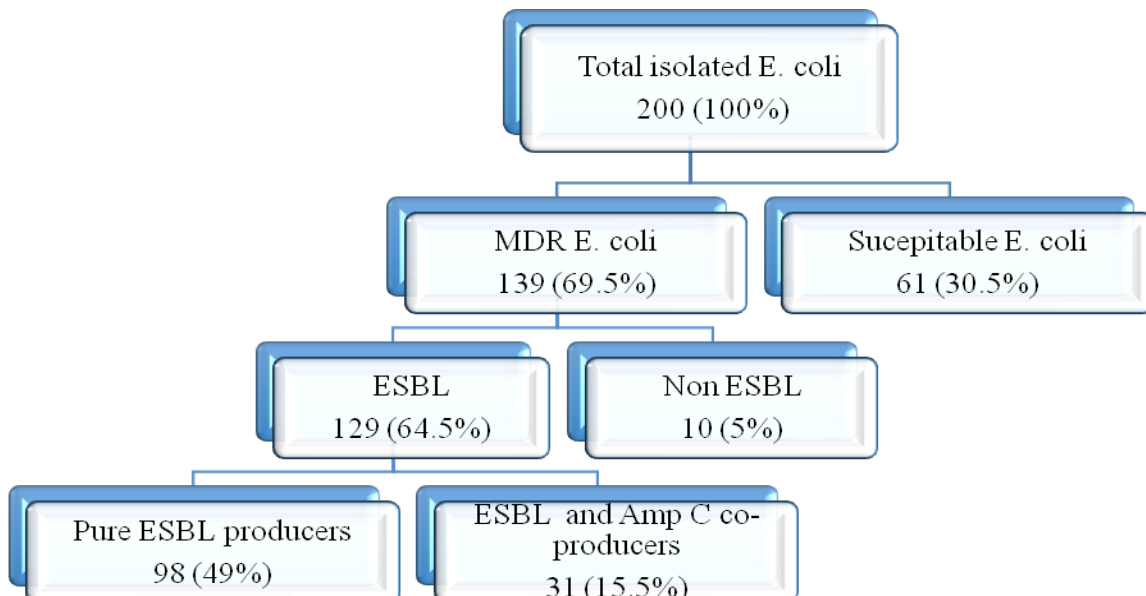 Total isolated E. coli
200 (100%)
MDR E. coli
139 (69.5%)
Sucepitable E. coli
61 (30.5%)
ESBL
129 (64.5%)
Non ESBL
10 (5%)
Pure ESBL producers
98 (49%)
ESBL and Amp C co-
producers
31 (15.5%)